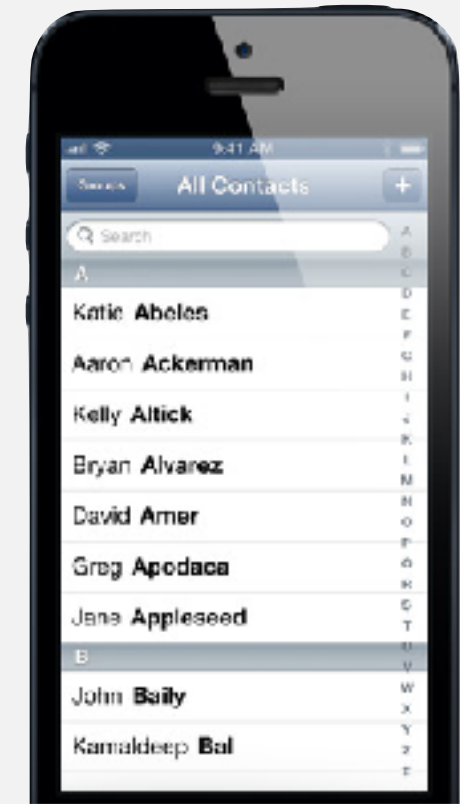 9:41 AM
Groups All Contacts +
Search
A
Katie Abeles
Aaron Ackerman
Kelly Altick
Bryan Alvarez
David Amer
Greg Apodaca
Jane Appleseed
B
John Baily
Kamaldeep Bal
A
B
C
D
E
F
G
H
I
J
K
L
M
N
O
P
Q
R
S
T
U
V
W
X
Y
Z
#